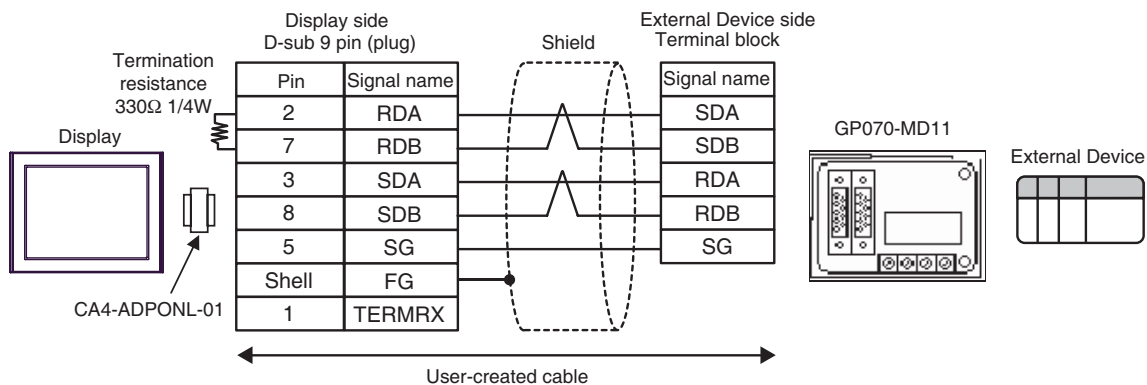 Display side
D-sub 9 pin (plug)
Shield
External Device side
Terminal block
Termination
resistance
330Ω 1/4W
Display
CA4-ADPONL-01
Pin Signal name
2 RDA
7 RDB
3 SDA
8 SDB
5 SG
Shell FG
1 TERMRX
Signal name
SDA
SDB
RDA
RDB
SG
GP070-MD11
External Device
User-created cable